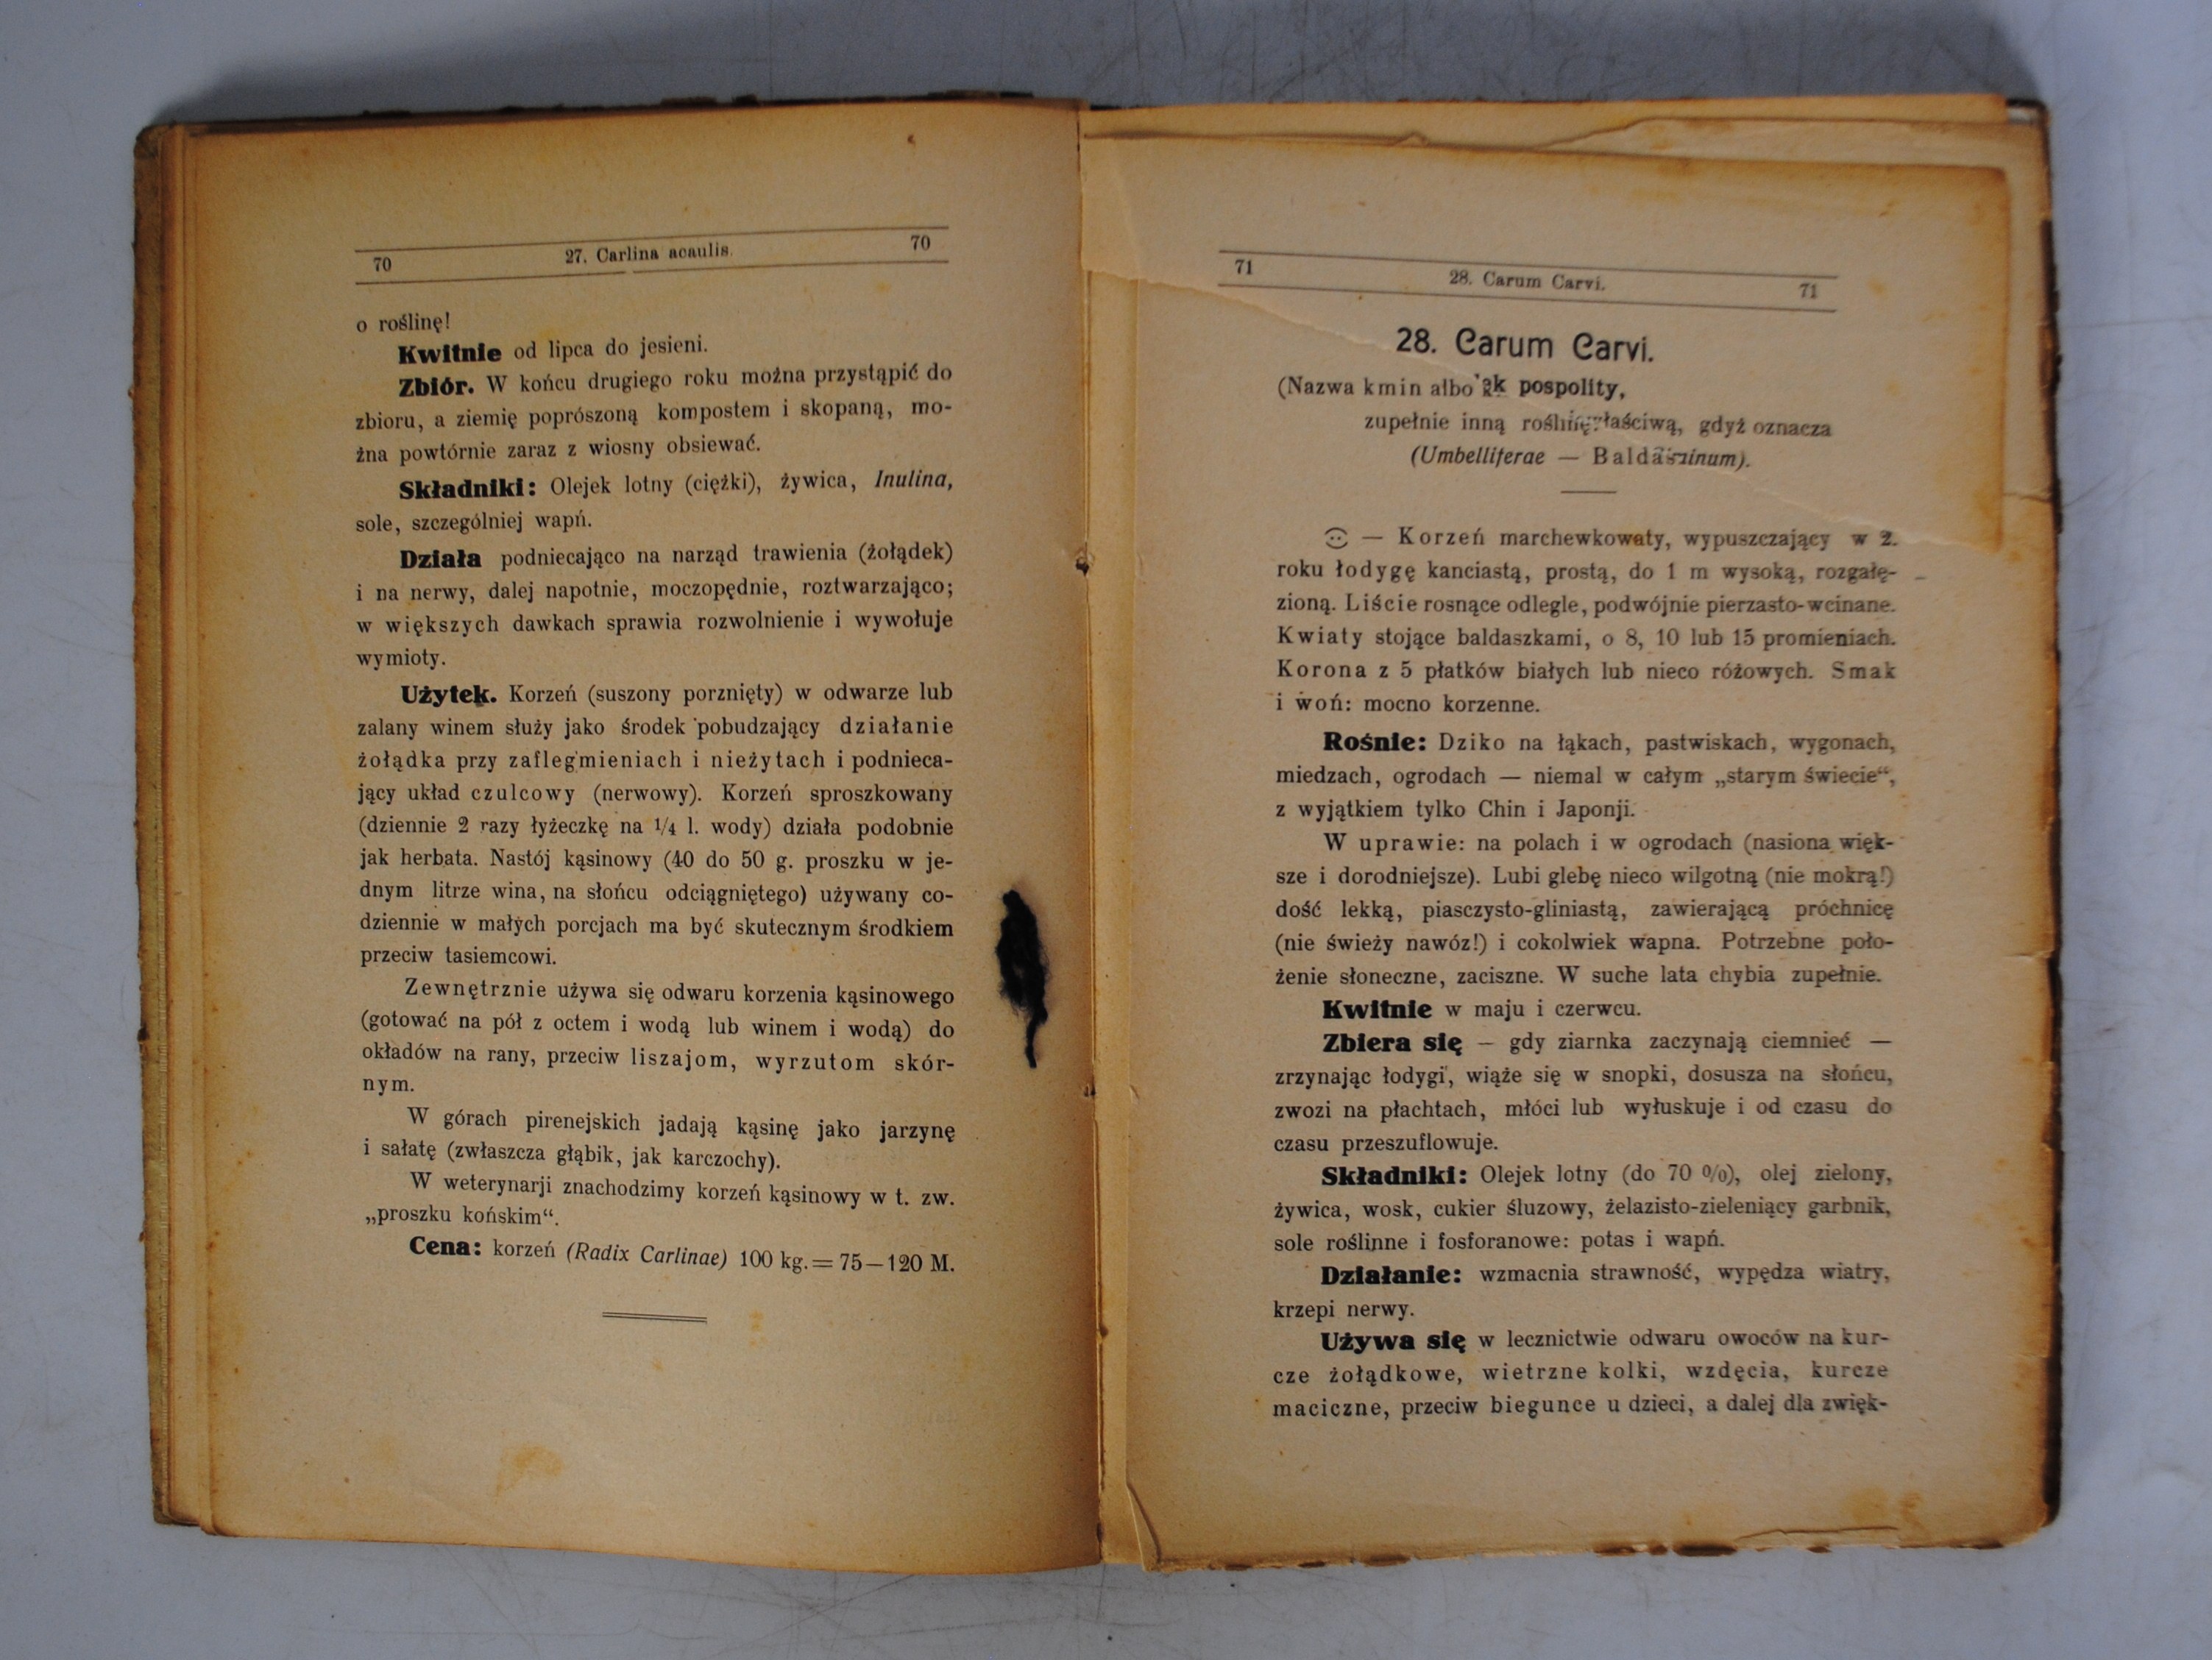 70 27. Carlina acaulis. 70
o roślinę!
Kwitnie od lipca do jesieni.
Zbiór. W końcu drugiego roku można przystąpić do
zbioru, a ziemię poprószoną kompostem i skopaną, mo-
żna powtórnie zaraz z wiosny obsiewać.
Składniki: Olejek lotny (ciężki), żywica, Inulina,
sole, szczególniej wapń.
Działa podniecająco na narząd trawienia (żołądek)
i na nerwy, dalej napotnie, moczopędnie, roztwarzająco;
w większych dawkach sprawia rozwolnienie i wywołuje
wymioty.
Użytek. Korzeń (suszony porznięty) w odwarze lub
zalany winem służy jako środek pobudzający działanie
żołądka przy zaflegmieniach i nieżytach i podnieca-
jący układ czulcowy (nerwowy). Korzeń sproszkowany
(dziennie 2 razy łyżeczkę na 1/4 l. wody) działa podobnie
jak herbata. Nastój kąsinowy (40 do 50 g. proszku w je-
dnym litrze wina, na słońcu odciągniętego) używany co-
dziennie w małych porcjach ma być skutecznym środkiem
przeciw tasiemcowi.
Zewnętrznie używa się odwaru korzenia kąsinowego
(gotować na pół z octem i wodą lub winem i wodą) do
okładów na rany, przeciw liszajom, wyrzutom skór-
nym.
W górach pirenejskich jadają kąsinę jako jarzynę
i sałatę (zwłaszcza głąbik, jak karczochy).
W weterynarji znachodzimy korzeń kąsinowy w t. zw.
„proszku końskim“.
Cena: korzeń (Radix Carlinae) 100 kg. = 75—120 M.
71 28. Carum Carvi. 71
28. Carum Carvi.
(Nazwa kmin albo pospolity,
zupełnie inną gdyż oznacza
(Umbelliferae —
— Korzeń marchewkowaty, wypuszczający w 2.
roku łodygę kanciastą, prostą, do 1 m wysoką, rozgałę-
zioną. Liście rosnące odlegle, podwójnie pierzasto-wcinane.
Kwiaty stojące baldaszkami, o 8, 10 lub 15 promieniach.
Korona z 5 płatków białych lub nieco różowych. Smak
i woń: mocno korzenne.
Rośnie: Dziko na łąkach, pastwiskach, wygonach,
miedzach, ogrodach — niemal w całym „starym świecie“,
z wyjątkiem tylko Chin i Japonji.
W uprawie: na polach i w ogrodach (nasiona więk-
sze i dorodniejsze). Lubi glebę nieco wilgotną (nie mokrą!)
dość lekką, piasczysto-gliniastą, zawierającą próchnicę
(nie świeży nawóz!) i cokolwiek wapna. Potrzebne poło-
żenie słoneczne, zaciszne. W suche lata chybia zupełnie.
Kwitnie w maju i czerwcu.
Zbiera się — gdy ziarnka zaczynają ciemnieć —
zrzynając łodygi, wiąże się w snopki, dosusza na słońcu,
zwozi na płachtach, młóci lub wyłuskuje i od czasu do
czasu przeszuflowuje.
Składniki: Olejek lotny (do 70 %), olej zielony,
żywica, wosk, cukier śluzowy, żelazisto-zieleniący garbnik,
sole roślinne i fosforanowe: potas i wapń.
Działanie: wzmacnia strawność, wypędza wiatry,
krzepi nerwy.
Używa się w lecznictwie odwaru owoców na kur-
cze żołądkowe, wietrzne kolki, wzdęcia, kurcze
maciczne, przeciw biegunce u dzieci, a dalej dla zwięk-